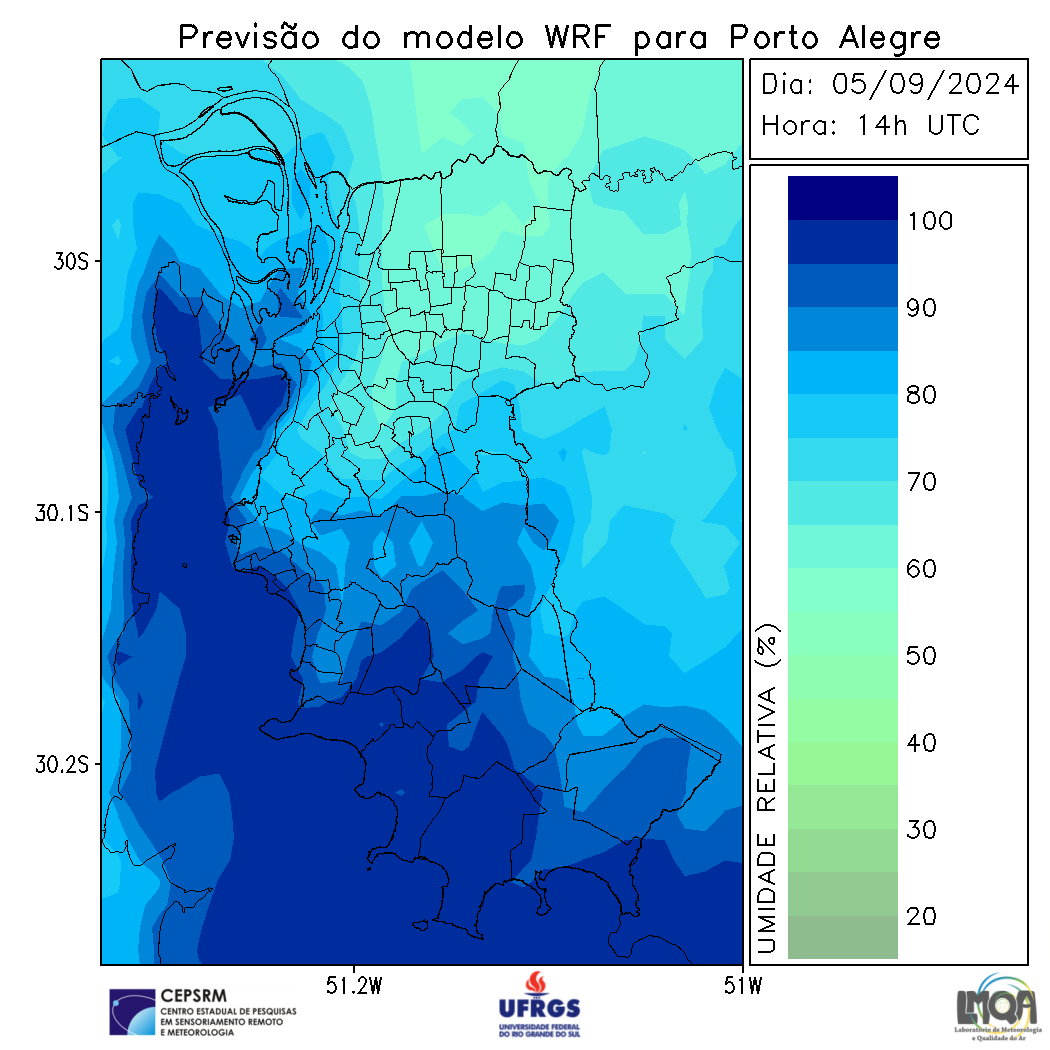 Previsão do modelo WRF para Porto Alegre
Dia: 05/09/2024
Hora: 14h UTC
100
90
80
70
60
50
40
30
20
UMIDADE RELATIVA (%)
30S
30.1S
30.2S
51.2W
51W
CEPSRM
CENTRO ESTADUAL DE PESQUISAS
EM SENSORIAMENTO REMOTO
E METEOROLOGIA
UFRGS
UNIVERSIDADE FEDERAL
DO RIO GRANDE DO SUL
LMQA
Laboratório de Meteorologia
e Qualidade do Ar